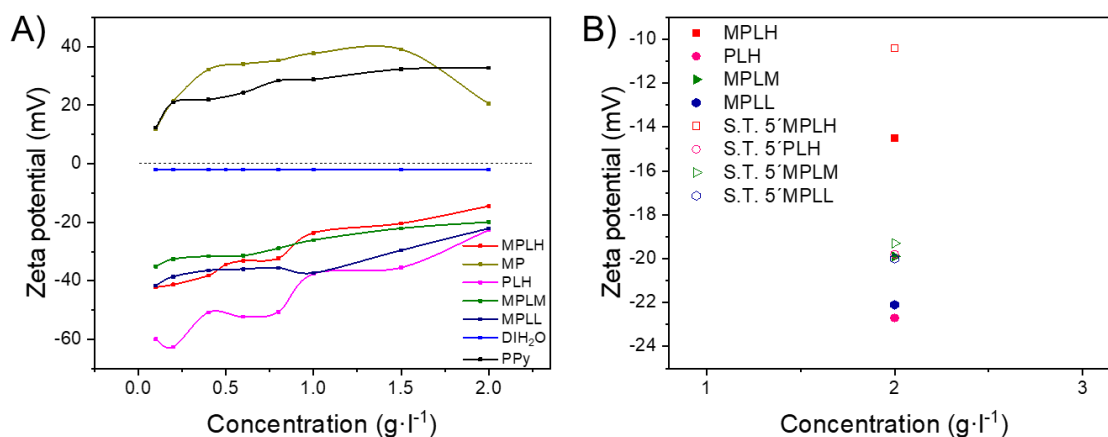 A)
Zeta potential (mV)
40
20
0
-20
-40
-60
0.0
0.5
1.0
1.5
2.0
Concentration (g·l⁻¹)
MPLH
MP
PLH
MPLM
MPLL
DIH₂O
PPy
B)
Zeta potential (mV)
-10
-12
-14
-16
-18
-20
-22
-24
1
2
3
Concentration (g·l⁻¹)
MPLH
PLH
MPLM
MPLL
S.T. 5´MPLH
S.T. 5´PLH
S.T. 5´MPLM
S.T. 5´MPLL